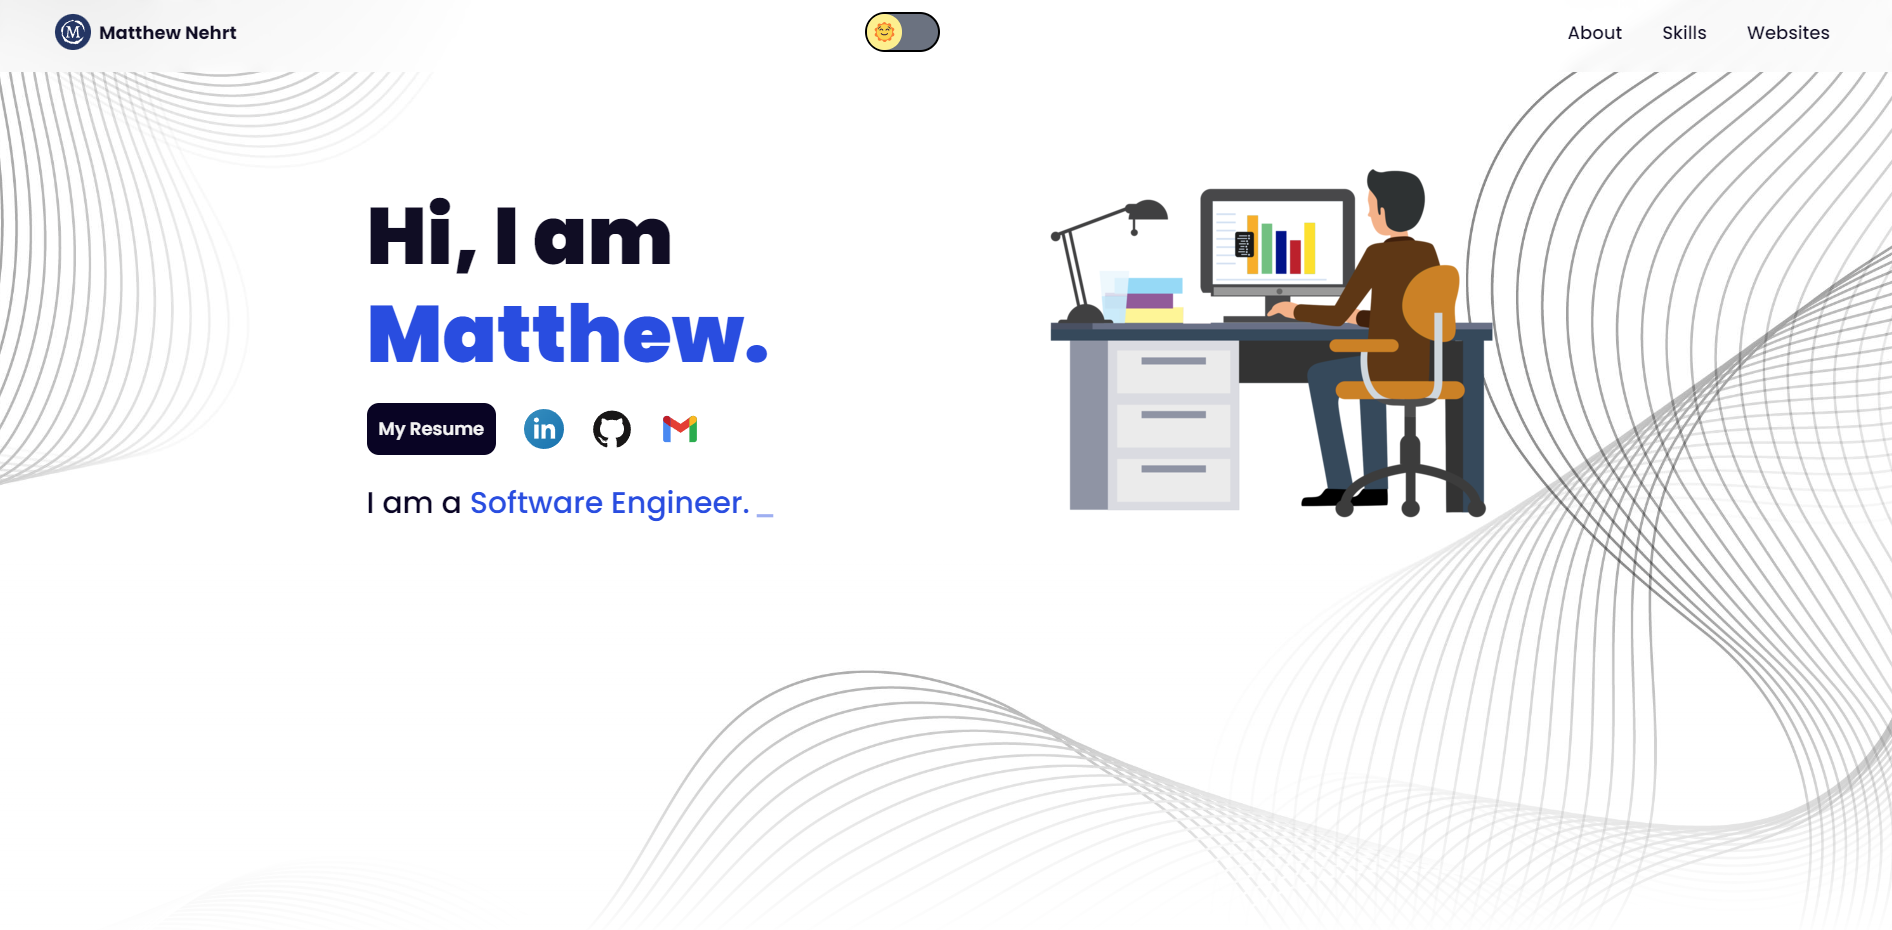 M Matthew Nehrt
About Skills Websites
Hi, I am
Matthew.
My Resume in
I am a Software Engineer. _